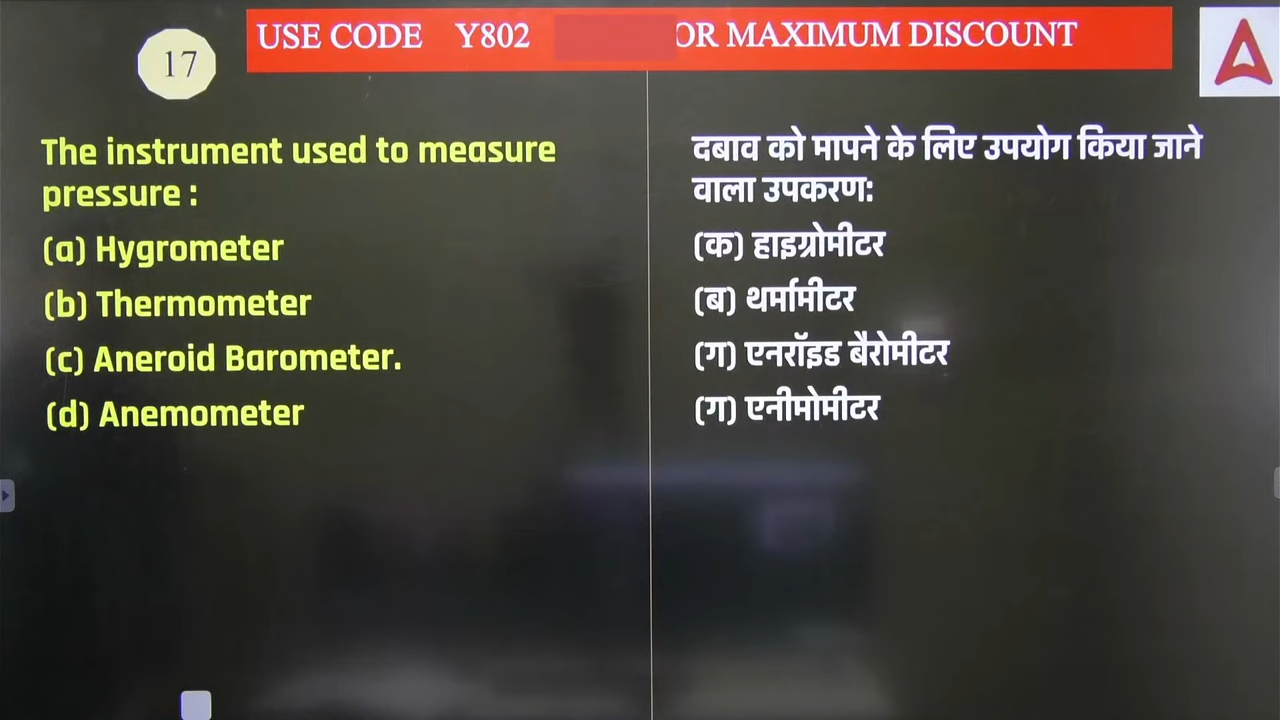 17
USE CODE Y802 OR MAXIMUM DISCOUNT
The instrument used to measure
pressure :
(a) Hygrometer
(b) Thermometer
(c) Aneroid Barometer.
(d) Anemometer
दबाव को मापने के लिए उपयोग किया जाने
वाला उपकरण:
(क) हाइग्रोमीटर
(ब) थर्मामीटर
(ग) एनरॉइड बैरोमीटर
(ग) एनीमोमीटर